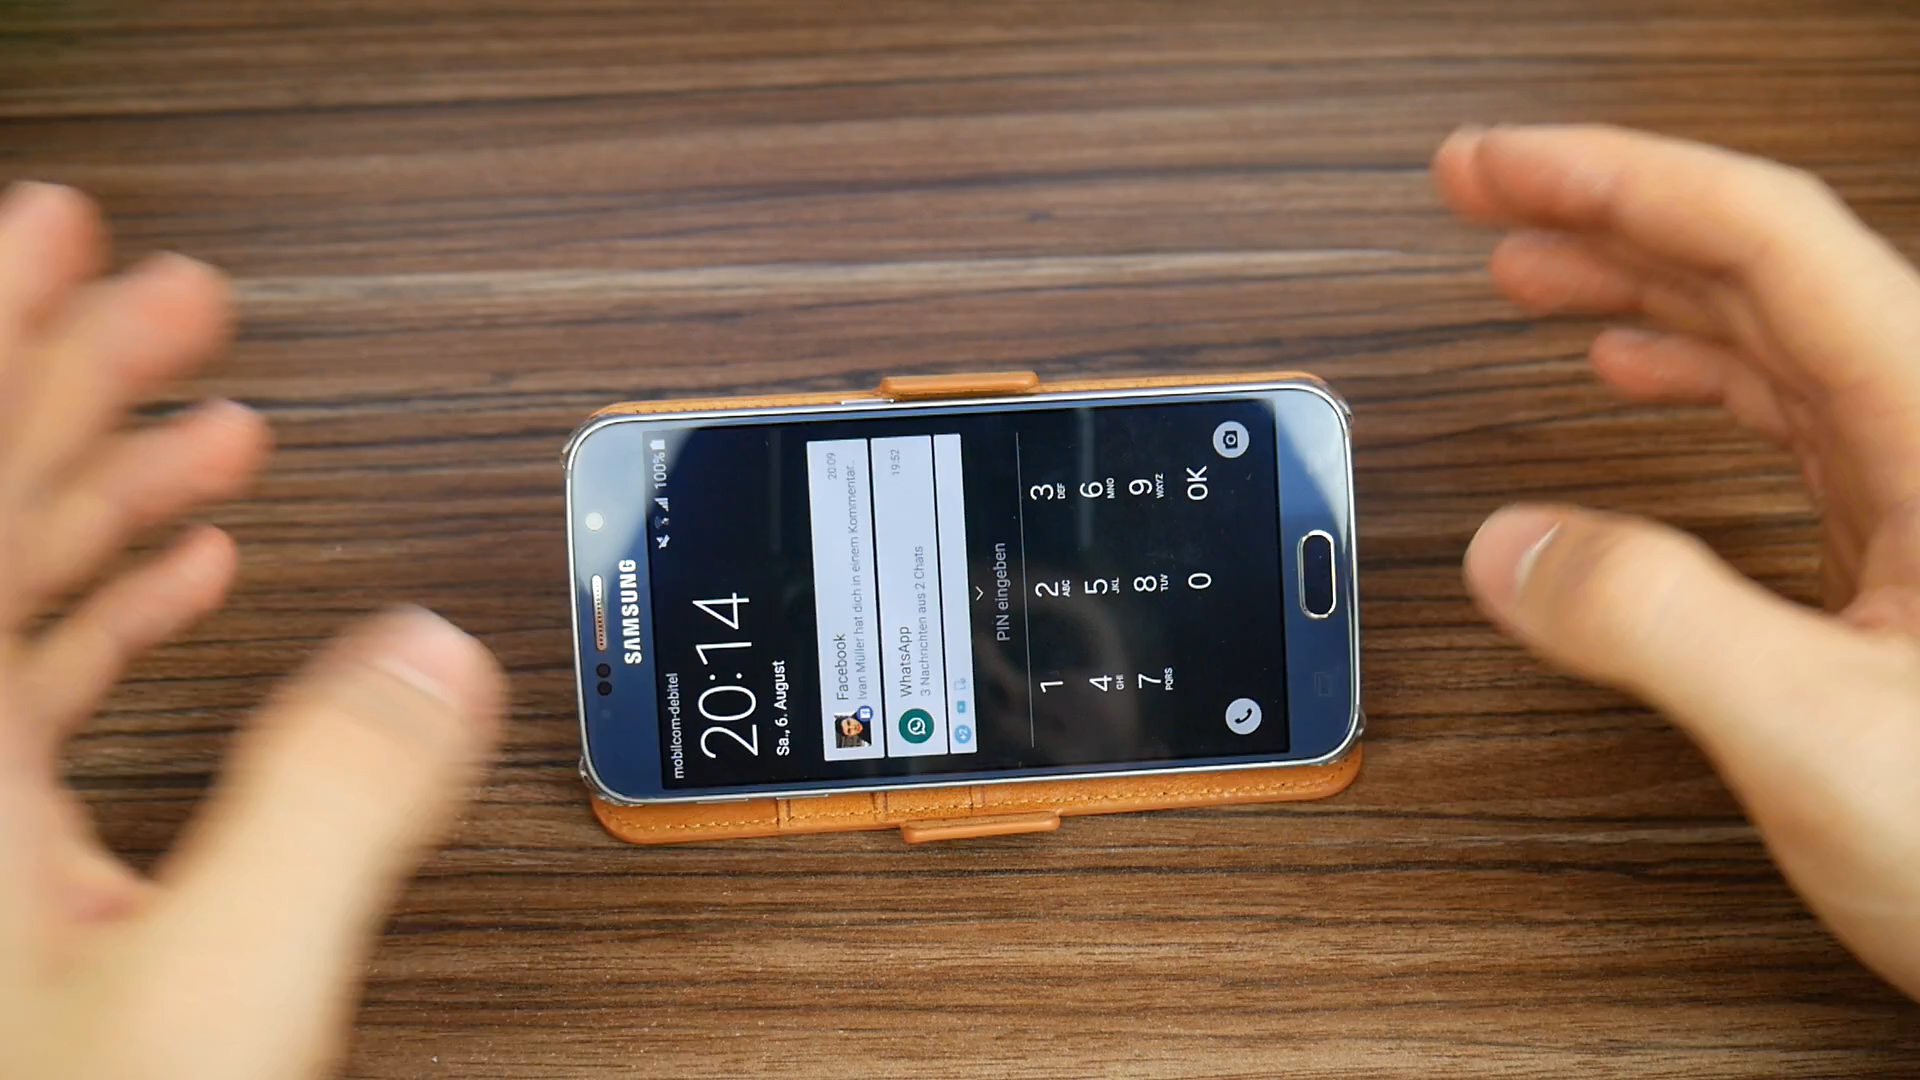 SAMSUNG
mobilcom-debitel
100%
20:14
Sa., 6. August
Facebook
20:09
Ivan Müller hat dich in einem Kommentar..
WhatsApp
19:52
3 Nachrichten aus 2 Chats
+2
PIN eingeben
1
2 ABC
3 DEF
4 GHI
5 JKL
6 MNO
7 PQRS
8 TUV
9 WXYZ
0
OK